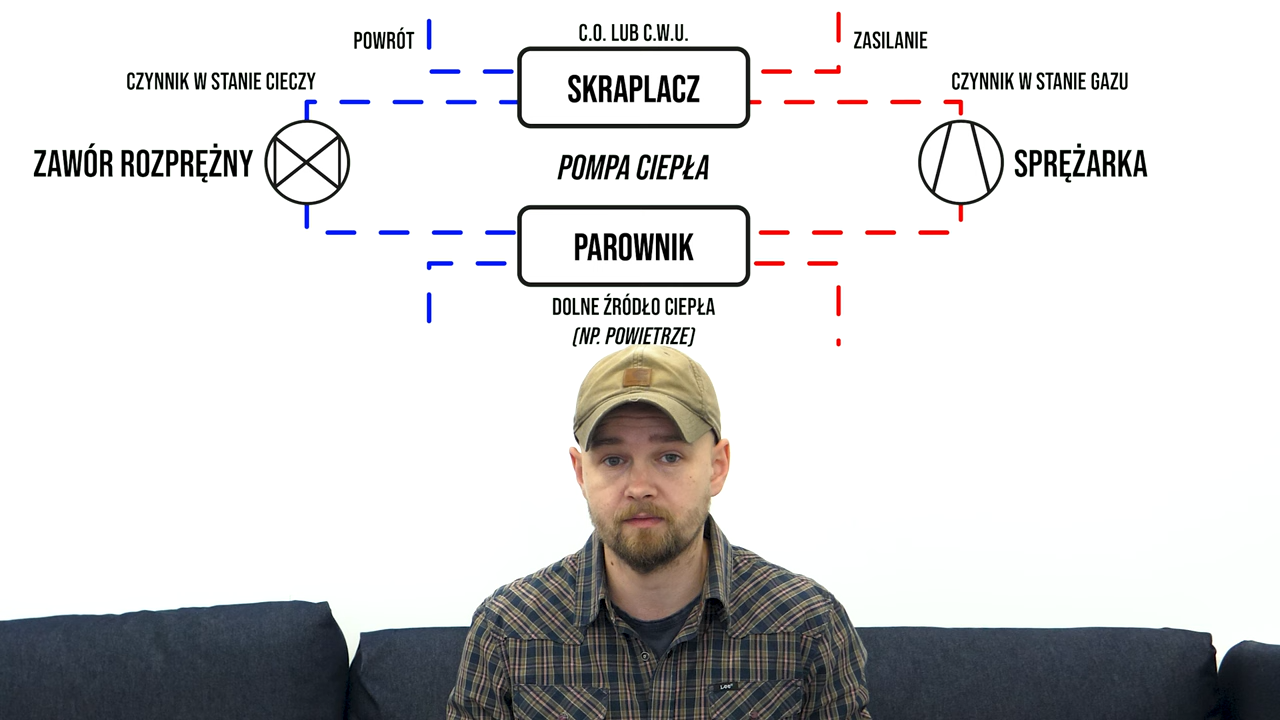 POWRÓT
C.O. LUB C.W.U.
ZASILANIE
CZYNNIK W STANIE CIECZY
SKRAPLACZ
CZYNNIK W STANIE GAZU
ZAWÓR ROZPRĘŻNY
POMPA CIEPŁA
SPRĘŻARKA
PAROWNIK
DOLNE ŹRÓDŁO CIEPŁA
(NP. POWIETRZE)